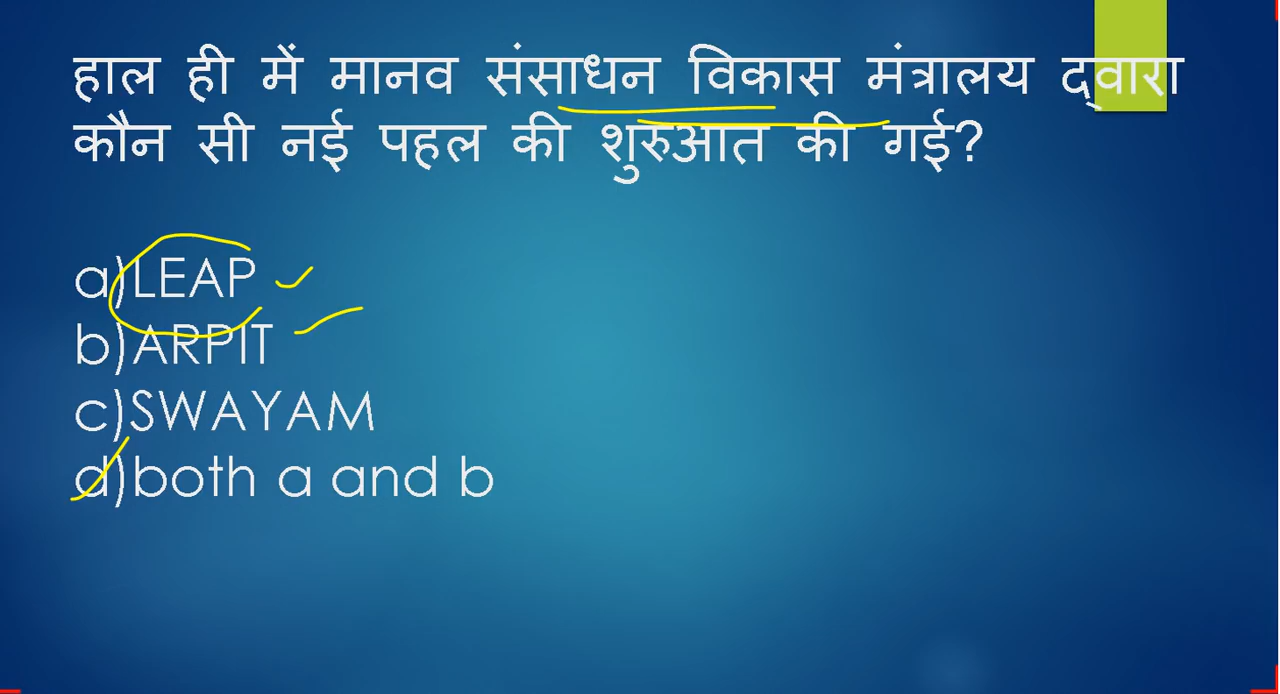 हाल ही में मानव संसाधन विकास मंत्रालय द्वारा
कौन सी नई पहल की शुरुआत की गई?
a)LEAP
b)ARPIT
c)SWAYAM
d)both a and b